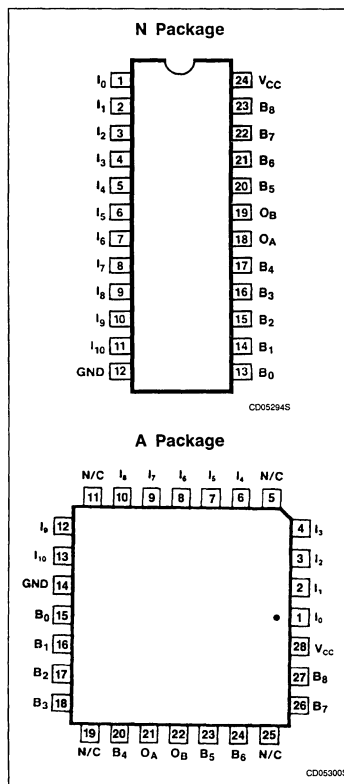 N Package
I0 1 24 VCC
I1 2 23 B8
I2 3 22 B7
I3 4 21 B6
I4 5 20 B5
I5 6 19 OB
I6 7 18 OA
I7 8 17 B4
I8 9 16 B3
I9 10 15 B2
I10 11 14 B1
GND 12 13 B0
CD05294S
A Package
N/C I8 I7 I6 I5 I4 N/C
11 10 9 8 7 6 5
I9 12 4 I3
I10 13 3 I2
GND 14 2 I1
B0 15 1 I0
B1 16 28 VCC
B2 17 27 B8
B3 18 26 B7
19 20 21 22 23 24 25
N/C B4 OA OB B5 B6 N/C
CD05300S